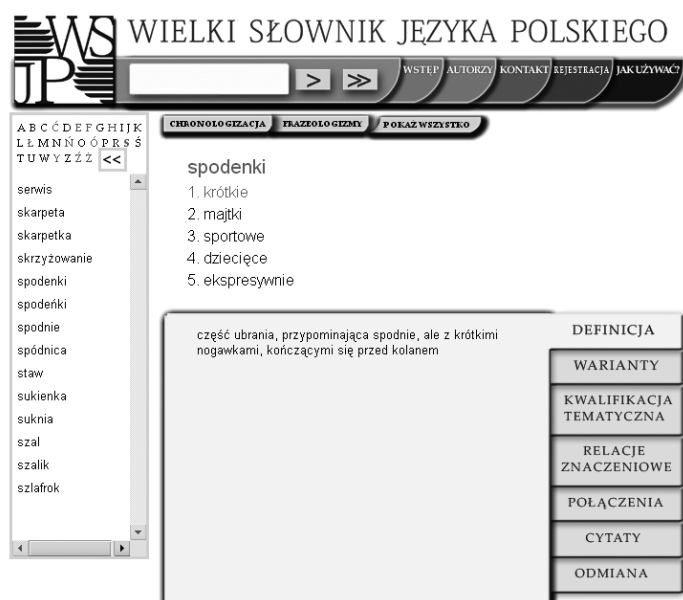 WSJP
WIELKI SŁOWNIK JĘZYKA POLSKIEGO
> >> WSTĘP AUTORZY KONTAKT REJESTRACJA JAK UŻYWAĆ?
A B C Ć D E F G H I J K
L Ł M N Ń O Ó P R S Ś
T U W Y Z Ź Ż <<
CHRONOLOGIZACJA FRAZEOLOGIZMY POKAŻ WSZYSTKO
serwis
skarpeta
skarpetka
skrzyżowanie
spodenki
spodeńki
spodnie
spódnica
staw
sukienka
suknia
szal
szalik
szlafrok
spodenki
1. krótkie
2. majtki
3. sportowe
4. dziecięce
5. ekspresywnie
część ubrania, przypominająca spodnie, ale z krótkimi
nogawkami, kończącymi się przed kolanem
DEFINICJA
WARIANTY
KWALIFIKACJA
TEMATYCZNA
RELACJE
ZNACZENIOWE
POŁĄCZENIA
CYTATY
ODMIANA